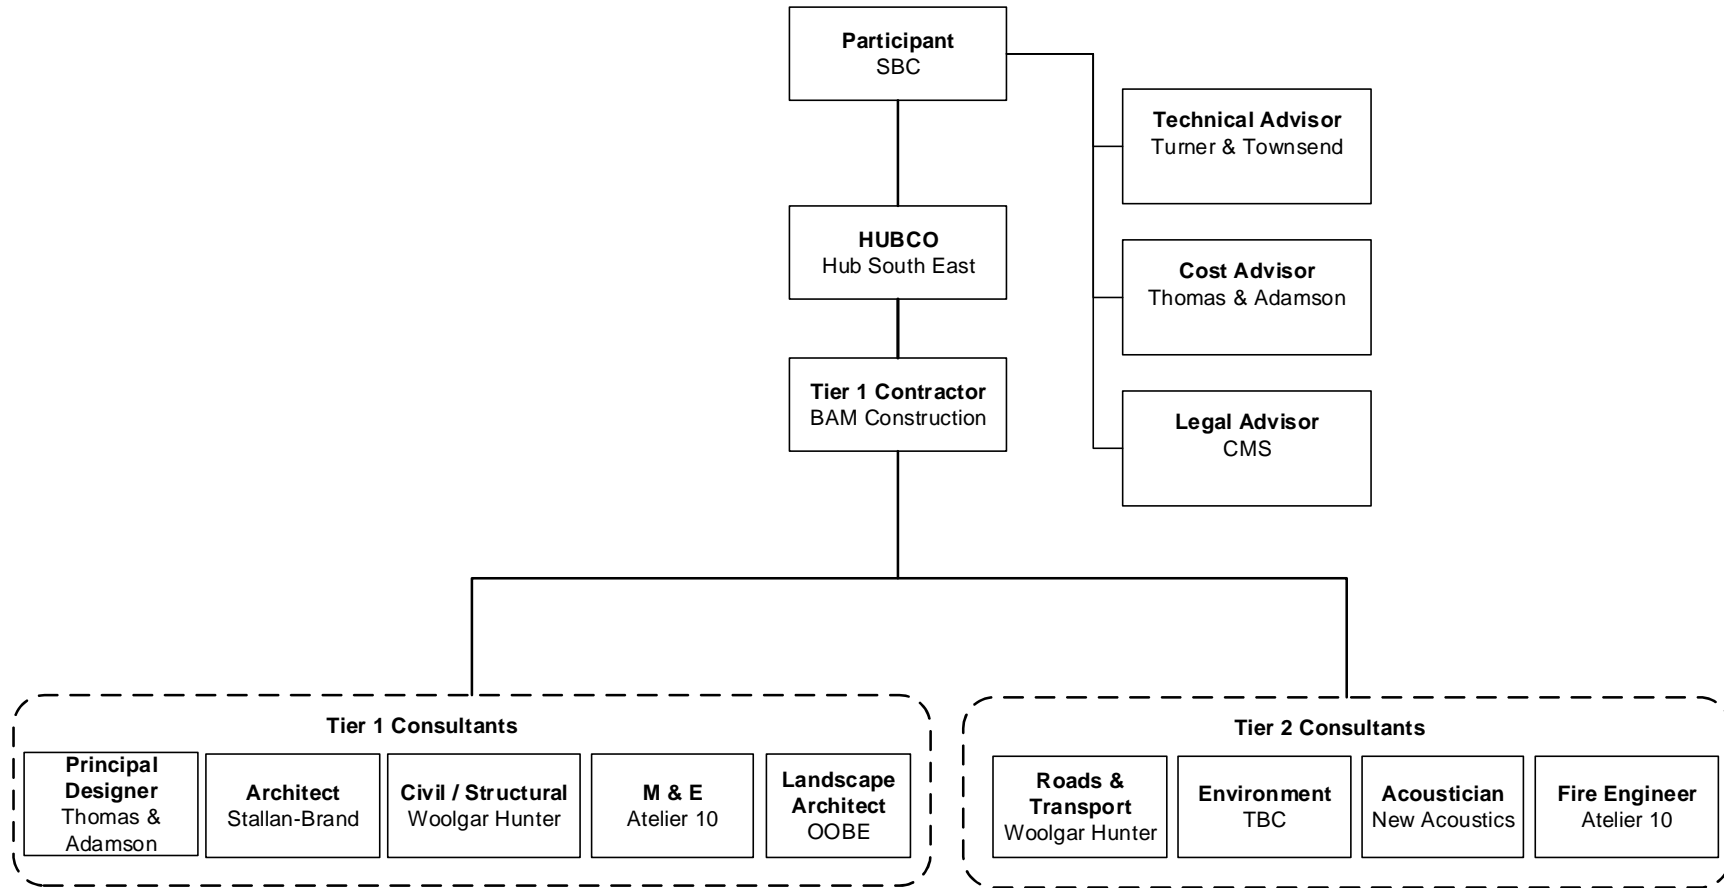 Participant
SBC
Technical Advisor
Turner & Townsend
HUBCO
Hub South East
Cost Advisor
Thomas & Adamson
Tier 1 Contractor
BAM Construction
Legal Advisor
CMS
Tier 1 Consultants
Principal
Designer
Thomas &
Adamson
Architect
Stallan-Brand
Civil / Structural
Woolgar Hunter
M & E
Atelier 10
Landscape
Architect
OOBE
Tier 2 Consultants
Roads &
Transport
Woolgar Hunter
Environment
TBC
Acoustician
New Acoustics
Fire Engineer
Atelier 10